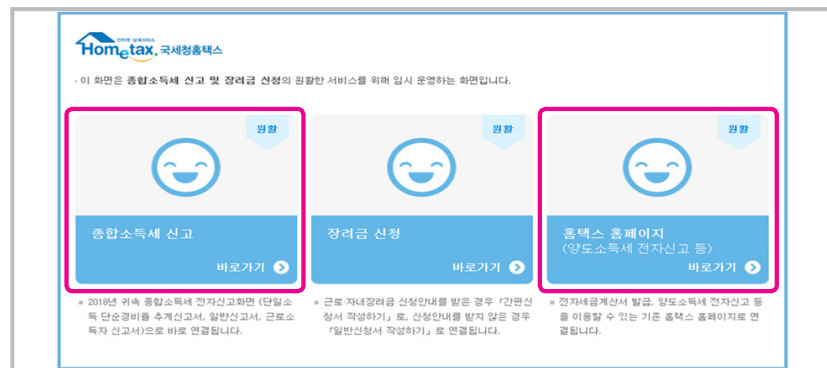 인터넷 납세서비스
Hometax. 국세청홈택스
- 이 화면은 종합소득세 신고 및 장려금 신청의 원활한 서비스를 위해 임시 운영하는 화면입니다.
원활
종합소득세 신고
바로가기
원활
장려금 신청
바로가기
원활
홈택스 홈페이지
(양도소득세 전자신고 등)
바로가기
2018년 귀속 종합소득세 전자신고화면 (단일소
득 단순경비율 추계신고서, 일반신고서, 근로소
득자 신고서)으로 바로 연결됩니다.
근로·자녀장려금 신청안내를 받은 경우 「간편신
청서 작성하기」로, 신청안내를 받지 않은 경우
「일반신청서 작성하기」로 연결됩니다.
전자세금계산서 발급, 양도소득세 전자신고 등
을 이용할 수 있는 기존 홈택스 홈페이지로 연
결됩니다.